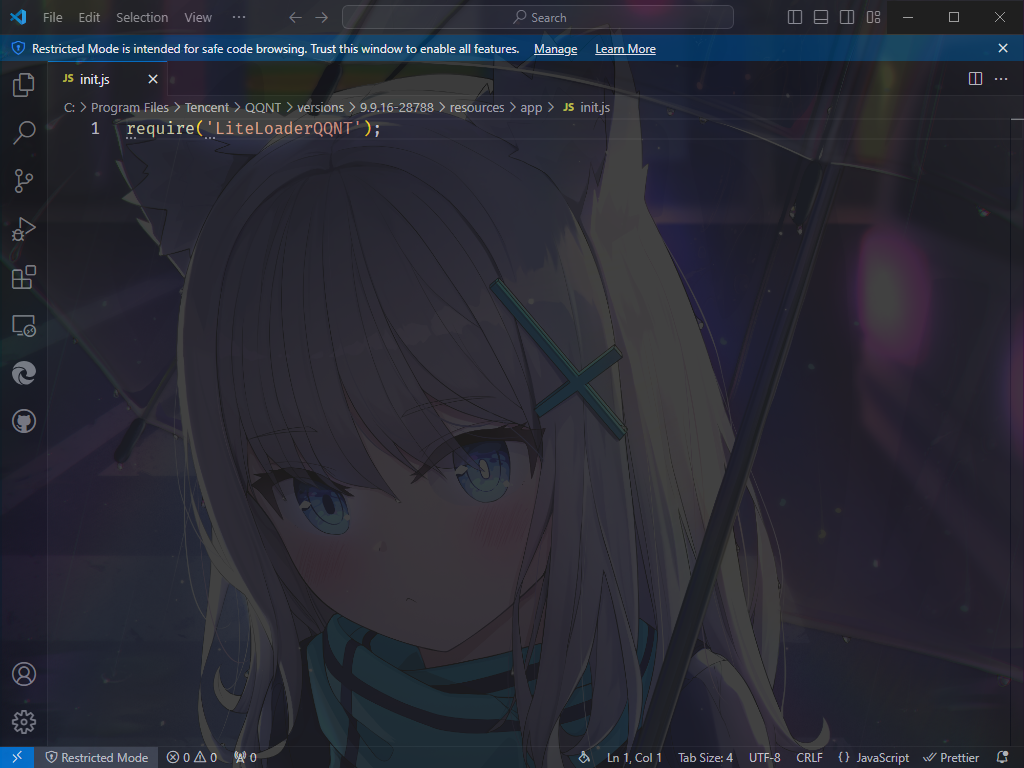 File Edit Selection View ··· Search
Restricted Mode is intended for safe code browsing. Trust this window to enable all features. Manage Learn More
JS init.js
C: > Program Files > Tencent > QQNT > versions > 9.9.16-28788 > resources > app > JS init.js
1 require('LiteLoaderQQNT');
Restricted Mode 0 0 0 Ln 1, Col 1 Tab Size: 4 UTF-8 CRLF {} JavaScript Prettier